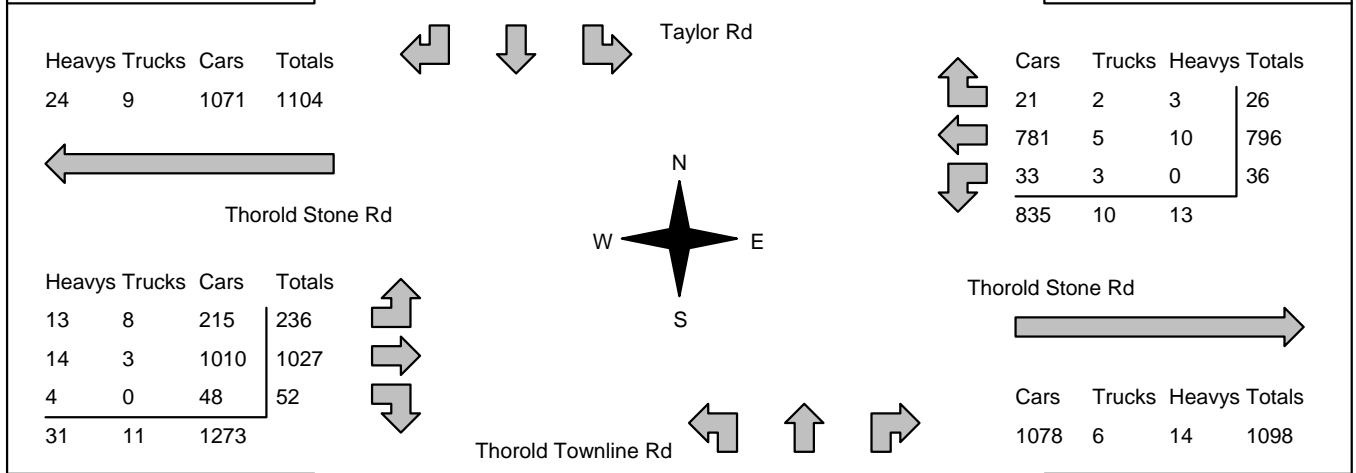 Taylor Rd
Heavys Trucks Cars Totals
24 9 1071 1104
Thorold Stone Rd
Heavys Trucks Cars Totals
13 8 215 236
14 3 1010 1027
4 0 48 52
31 11 1273
N
W E
S
Cars Trucks Heavys Totals
21 2 3 26
781 5 10 796
33 3 0 36
835 10 13
Thorold Stone Rd
Cars Trucks Heavys Totals
1078 6 14 1098
Thorold Townline Rd